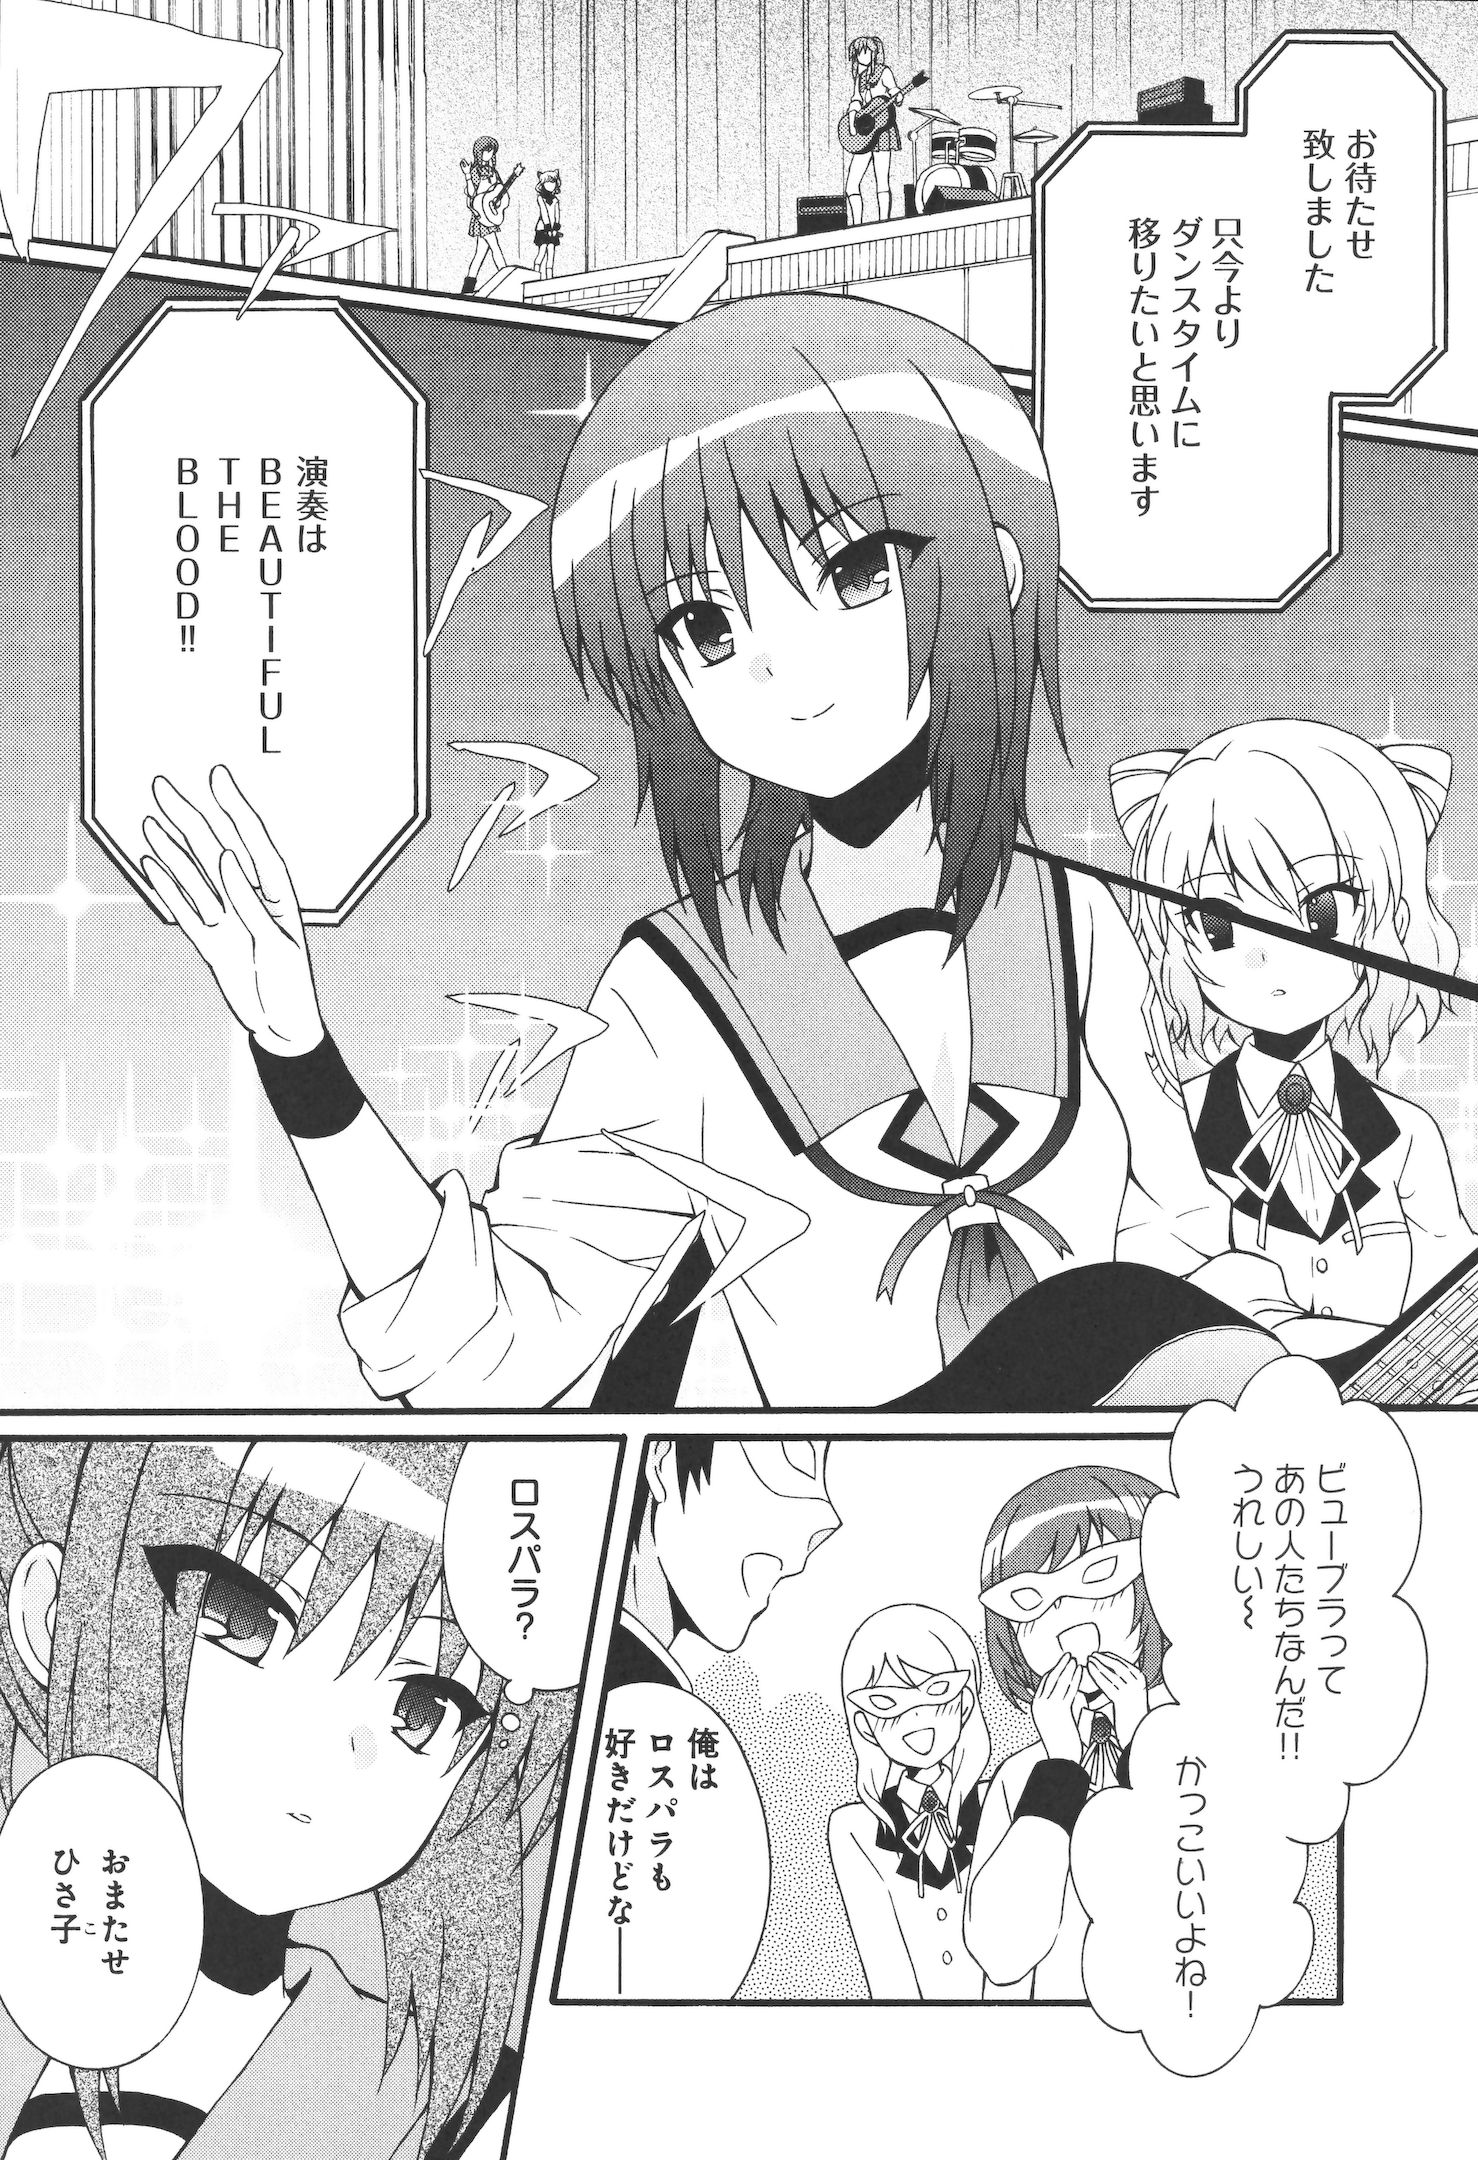 お待たせ
致しました
只今より
ダンスタイムに
移りたいと思います
演奏は
BEAUTIFUL
THE
BLOOD!!
ビューブラって
あの人たちなんだ!!
うれしい〜
かっこいいよね!
俺は
ロスパラも
好きだけどな――
ロスパラ?
おまたせ
ひさ子
こ